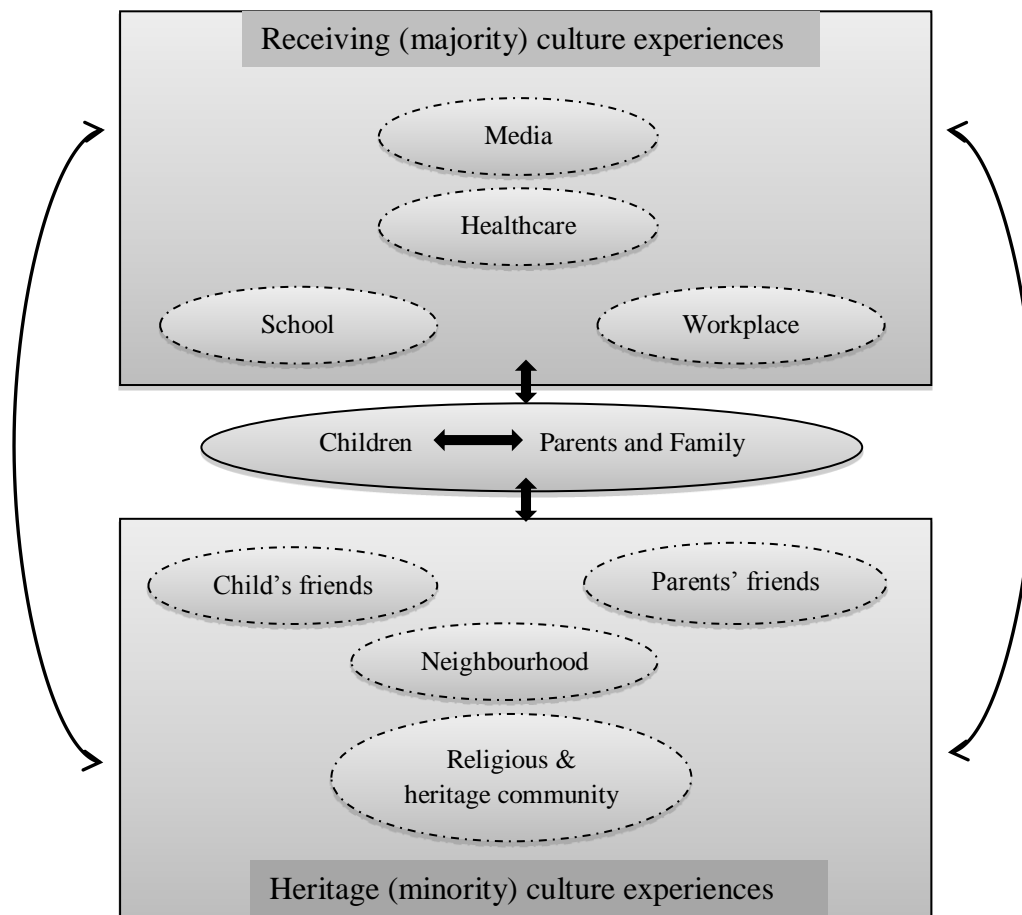 Receiving (majority) culture experiences
Media
Healthcare
School
Workplace
Children
Parents and Family
Child’s friends
Parents’ friends
Neighbourhood
Religious &
heritage community
Heritage (minority) culture experiences